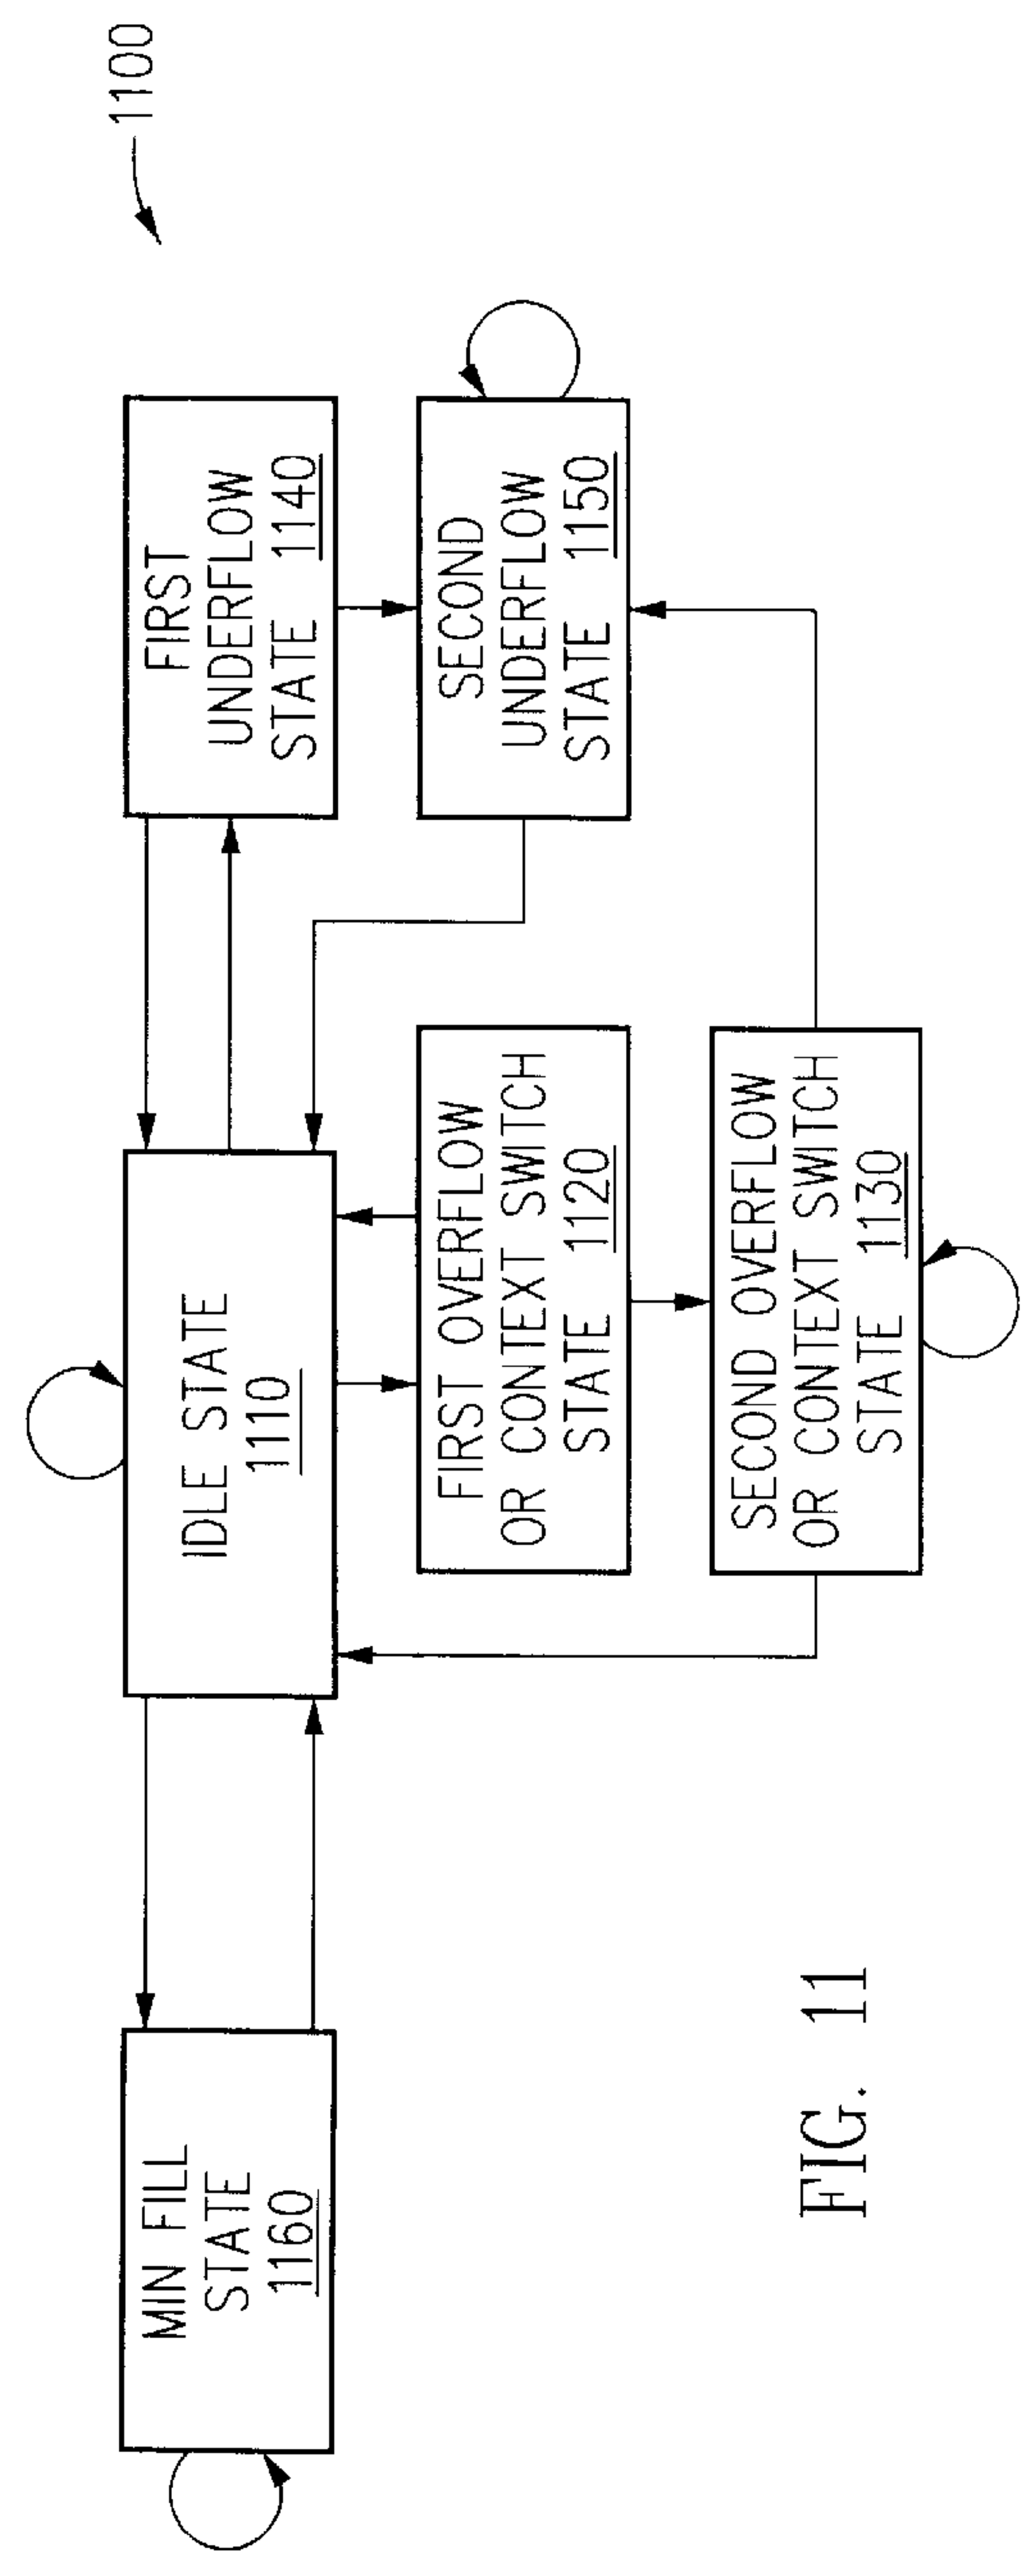 1100
MIN FILL
STATE
1160
IDLE STATE
1110
FIRST
UNDERFLOW
STATE 1140
FIRST OVERFLOW
OR CONTEXT SWITCH
STATE 1120
SECOND
UNDERFLOW
STATE 1150
SECOND OVERFLOW
OR CONTEXT SWITCH
STATE 1130
FIG. 11